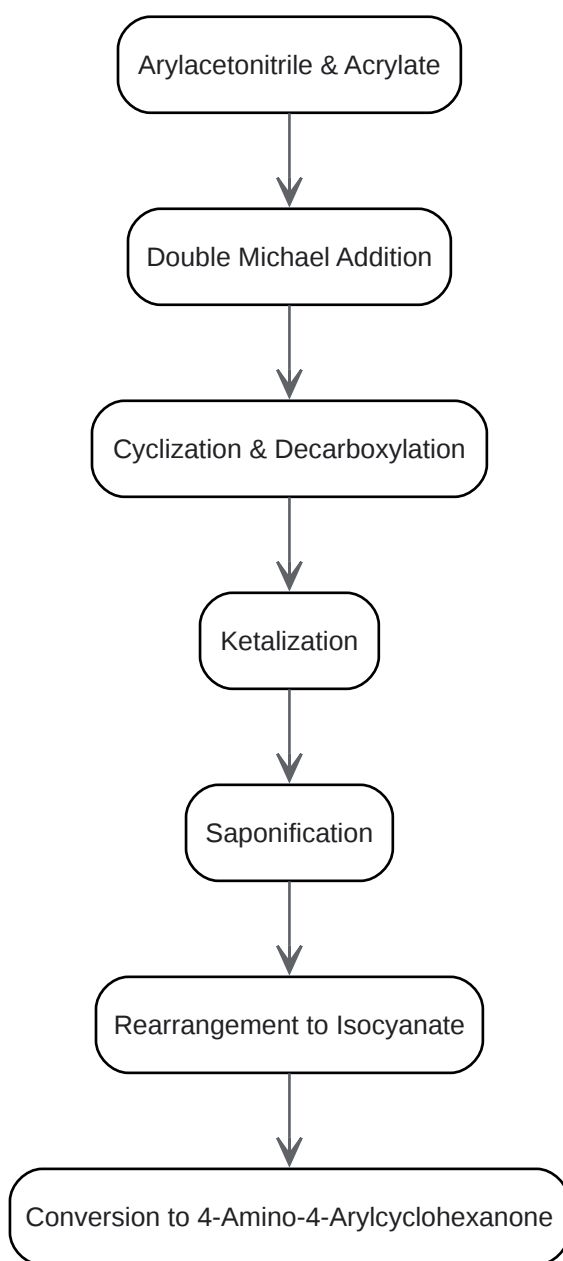 Arylacetonitrile & Acrylate
Double Michael Addition
Cyclization & Decarboxylation
Ketalization
Saponification
Rearrangement to Isocyanate
Conversion to 4-Amino-4-Arylcyclohexanone